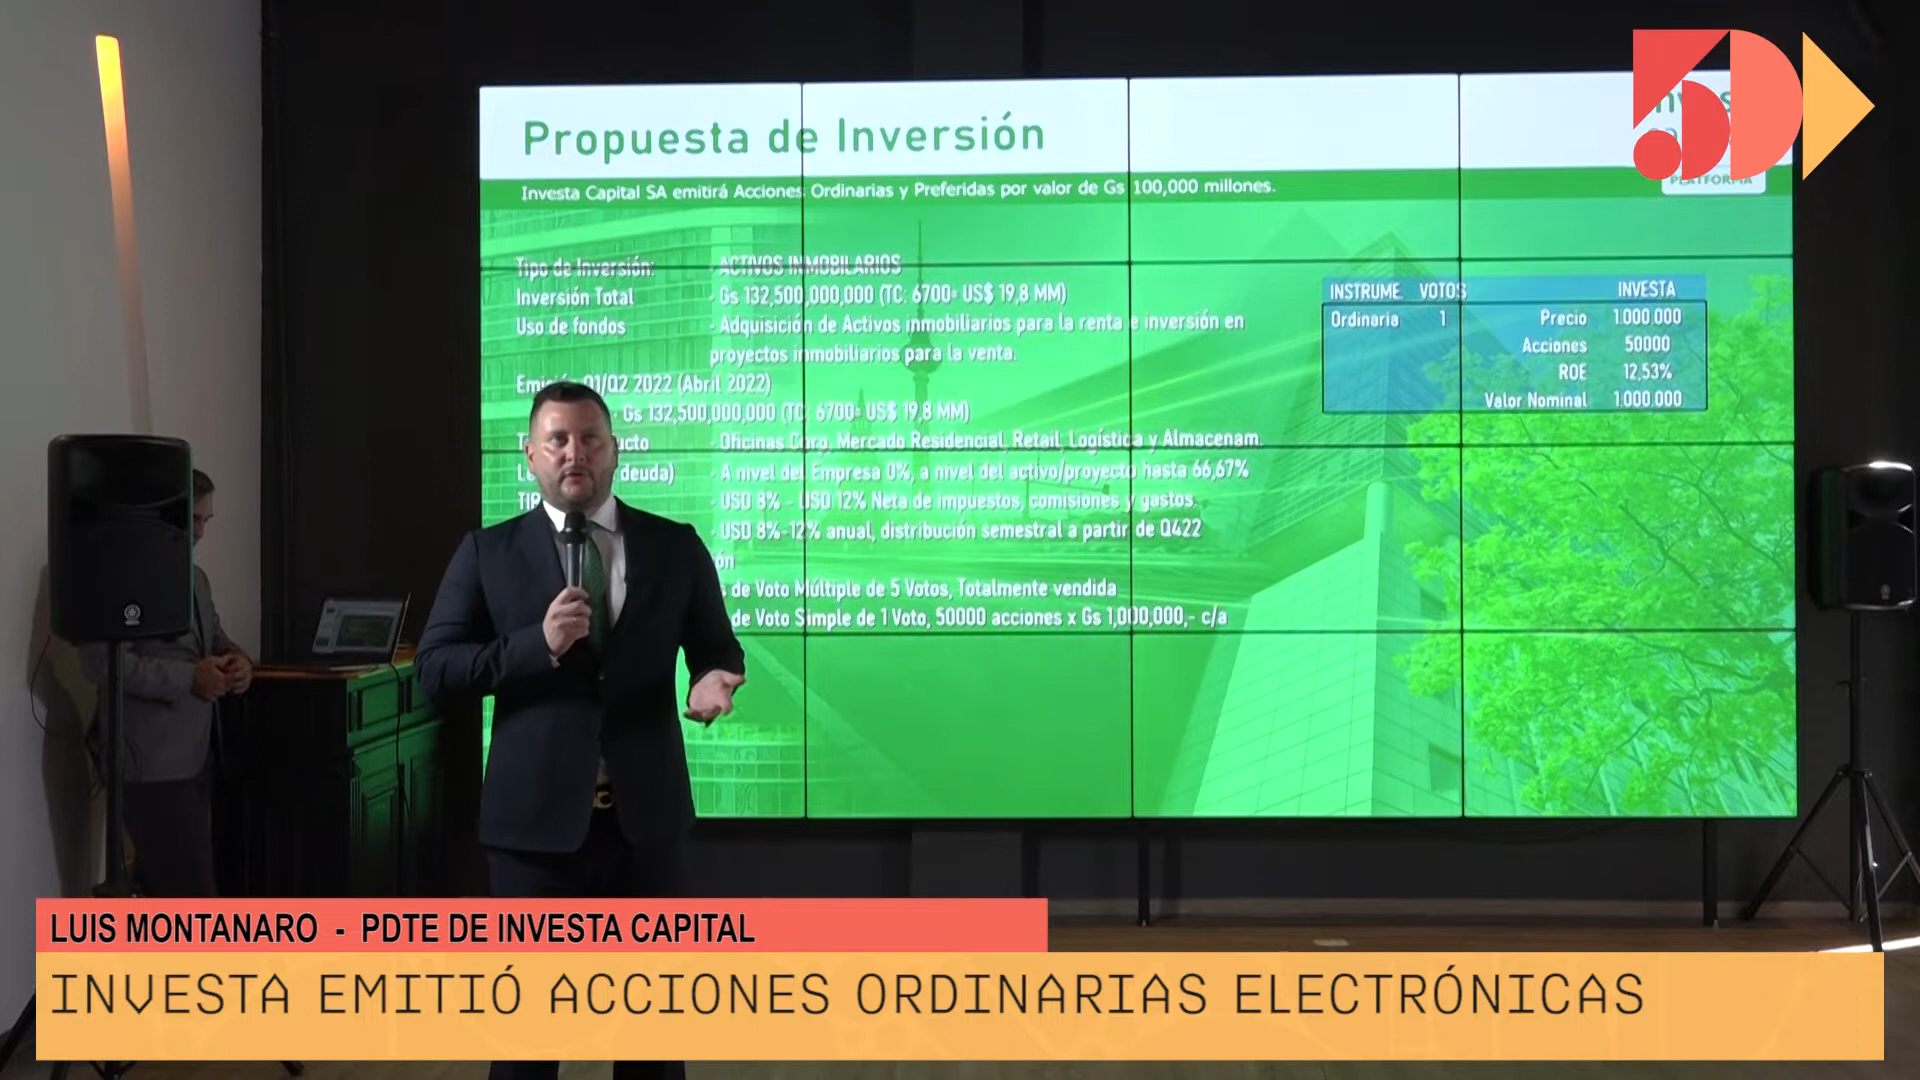 Propuesta de Inversión
Investa Capital SA emitirá Acciones Ordinarias y Preferidas por valor de Gs 100,000 millones.
PLATFORMA
Tipo de Inversión: - ACTIVOS INMOBILARIOS
Inversión Total - Gs 132,500,000,000 (TC: 6700= US$ 19,8 MM)
Uso de fondos - Adquisición de Activos inmobiliarios para la renta e inversión en
proyectos inmobiliarios para la venta.
Q1/Q2 2022 (Abril 2022)
- Gs 132,500,000,000 (TC: 6700= US$ 19,8 MM)
- Oficinas Corp, Mercado Residencial, Retail, Logística y Almacenam.
deuda) - A nivel del Empresa 0%, a nivel del activo/proyecto hasta 66,67%
TIR - USD 8% - USD 12% Neta de impuestos, comisiones y gastos.
- USD 8%-12% anual, distribución semestral a partir de Q422
de Voto Múltiple de 5 Votos, Totalmente vendida
de Voto Simple de 1 Voto, 50000 acciones x Gs 1,000,000,- c/a
INSTRUME. VOTOS INVESTA
Ordinaria 1 Precio 1.000.000
Acciones 50000
ROE 12,53%
Valor Nominal 1.000.000
LUIS MONTANARO - PDTE DE INVESTA CAPITAL
INVESTA EMITIÓ ACCIONES ORDINARIAS ELECTRÓNICAS